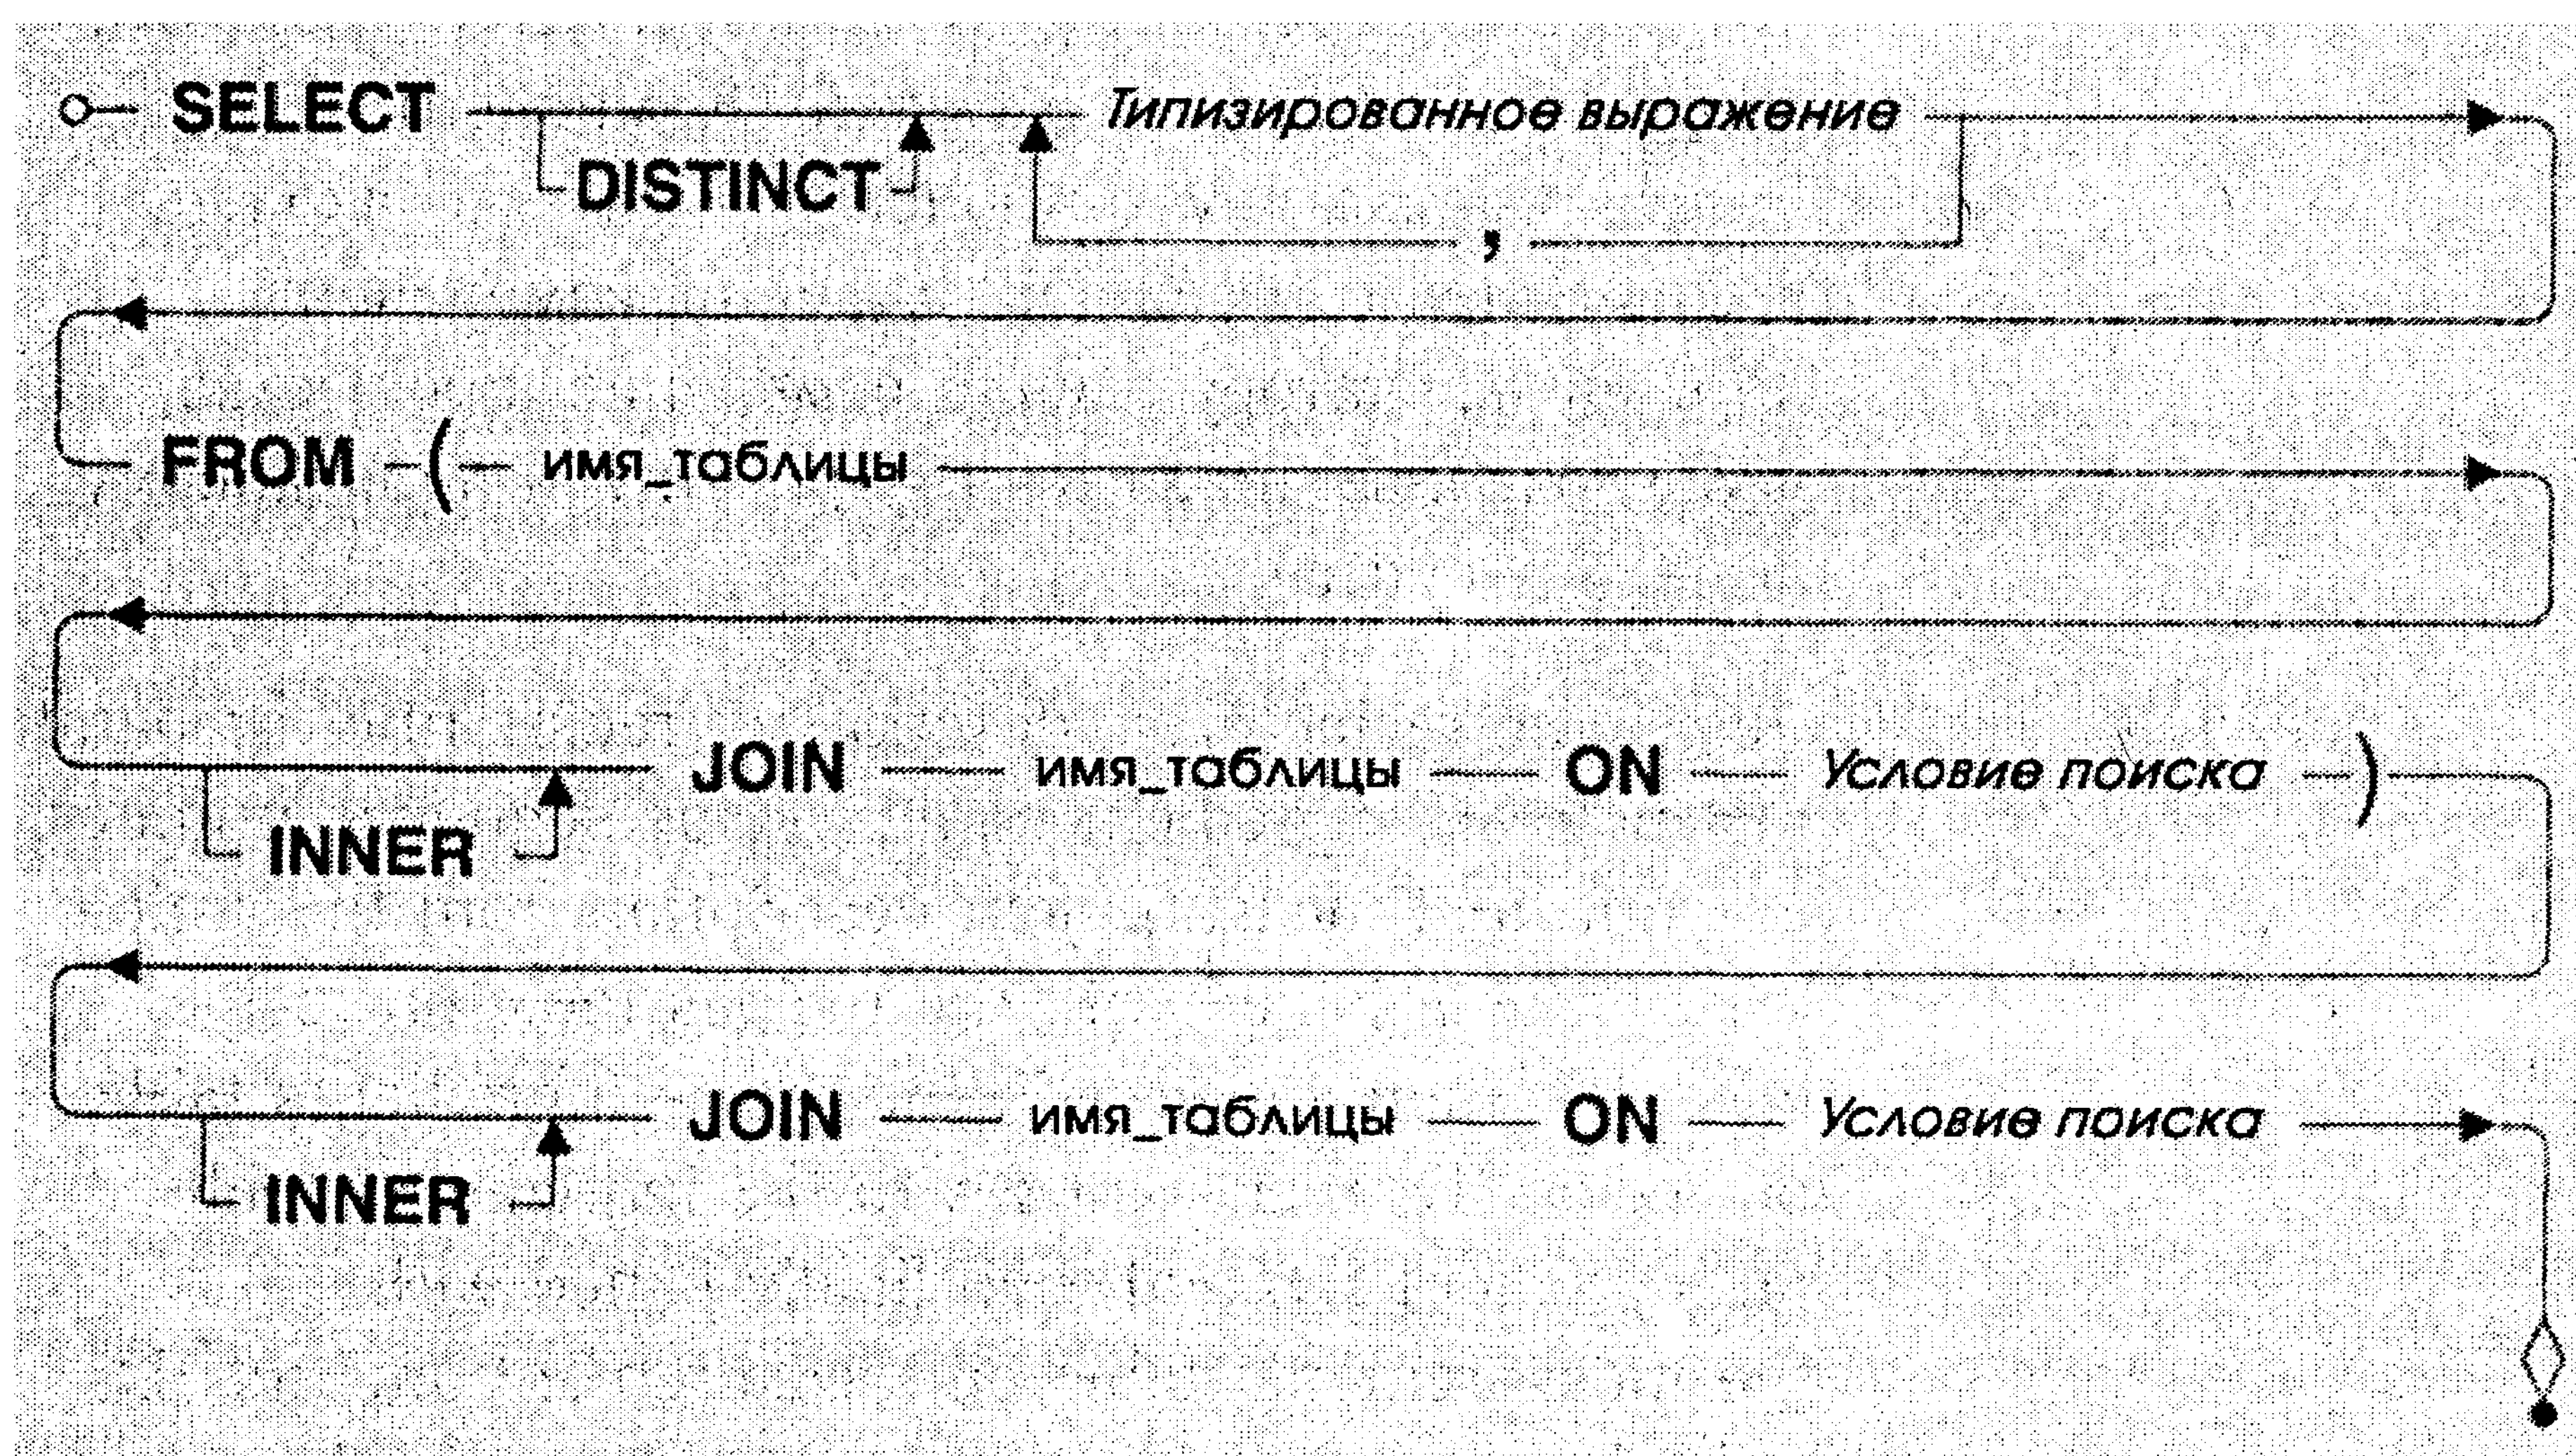 SELECT Типизированное выражение
DISTINCT
,
FROM ( имя_таблицы
JOIN имя_таблицы ON Условие поиска )
INNER
JOIN имя_таблицы ON Условие поиска
INNER